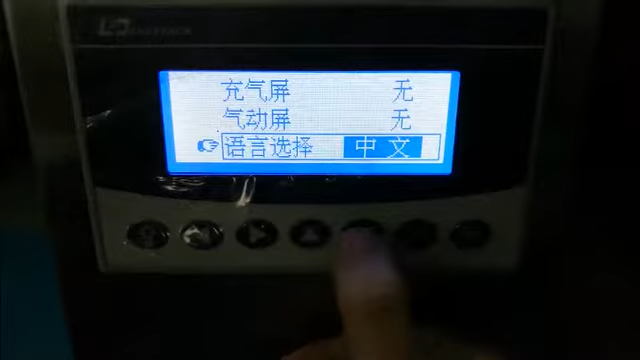 充气屏 无
气动屏 无
语言选择 中文